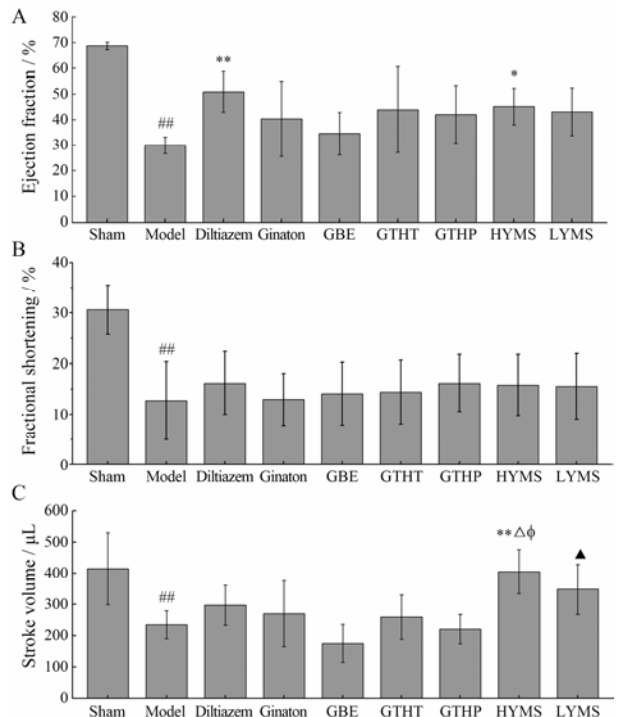 A
Ejection fraction / %
80
70
60
50
40
30
20
10
0
##
**
*
Sham Model Diltiazem Ginaton GBE GTHT GTHP HYMS LYMS
B
Fractional shortening / %
40
30
20
10
0
##
Sham Model Diltiazem Ginaton GBE GTHT GTHP HYMS LYMS
C
Stroke volume / μL
600
500
400
300
200
100
0
##
**△ϕ
▲
Sham Model Diltiazem Ginaton GBE GTHT GTHP HYMS LYMS